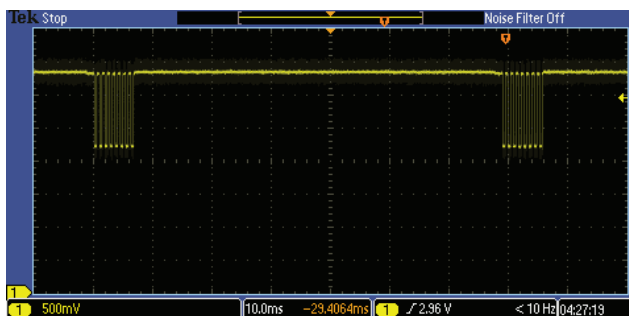 Tek Stop Noise Filter Off
T
T
1
1 500mV 10.0ms -29.4064ms 1 2.96 V < 10 Hz 04:27:19